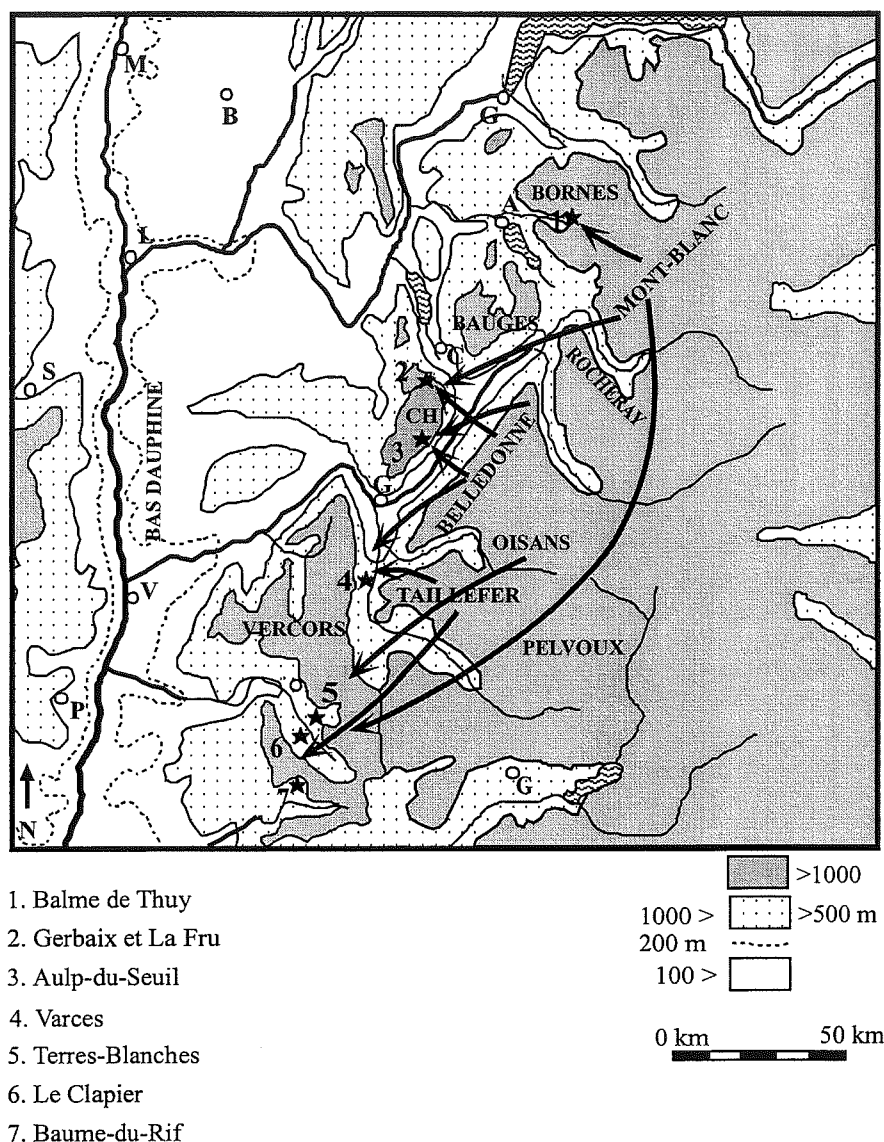 M
B
G
BORNES
A
1
L
MONT-BLANC
BAUGES
C
ROCHERAY
S
2
CH
3
BELLEDONNE
G
BAS DAUPHINE
OISANS
4
TAILLEFER
V
VERCORS
PELVOUX
5
P
6
7
G
N
>1000
1. Balme de Thuy
1000 > >500 m
2. Gerbaix et La Fru
200 m
3. Aulp-du-Seuil
100 >
4. Varces
0 km 50 km
5. Terres-Blanches
6. Le Clapier
7. Baume-du-Rif